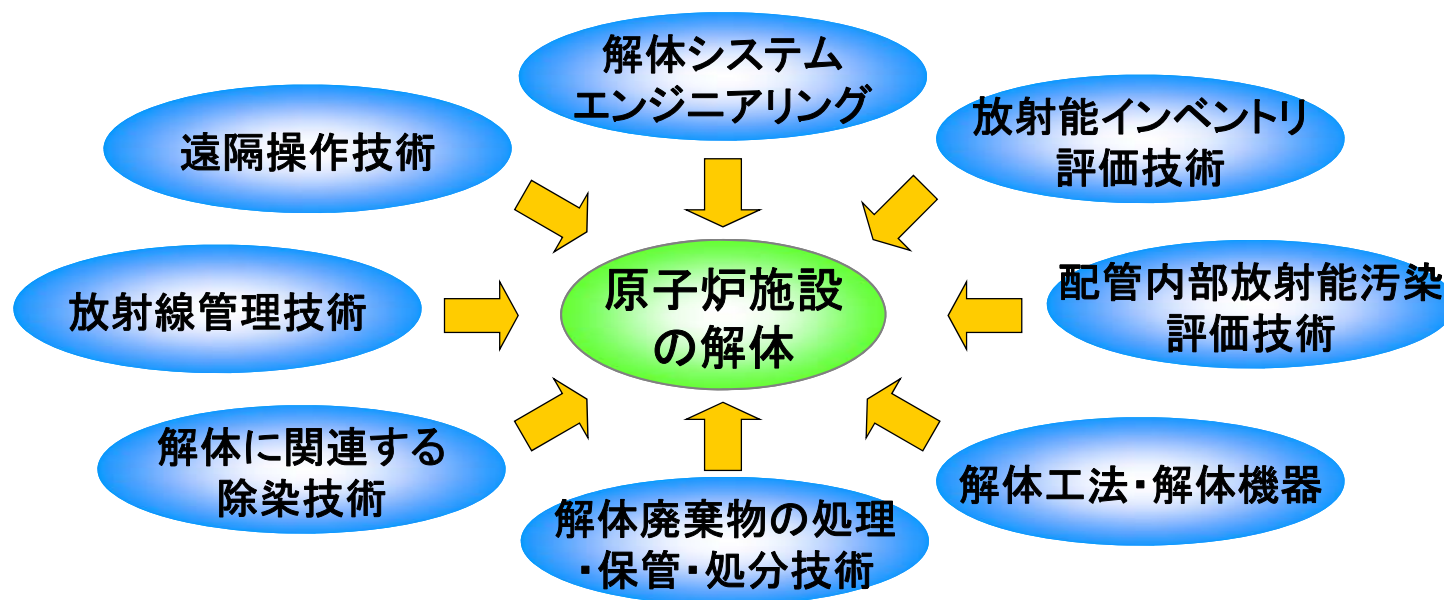 解体システム
エンジニアリング
遠隔操作技術
放射能インベントリ
評価技術
放射線管理技術
原子炉施設
の解体
配管内部放射能汚染
評価技術
解体に関連する
除染技術
解体廃棄物の処理
・保管・処分技術
解体工法・解体機器